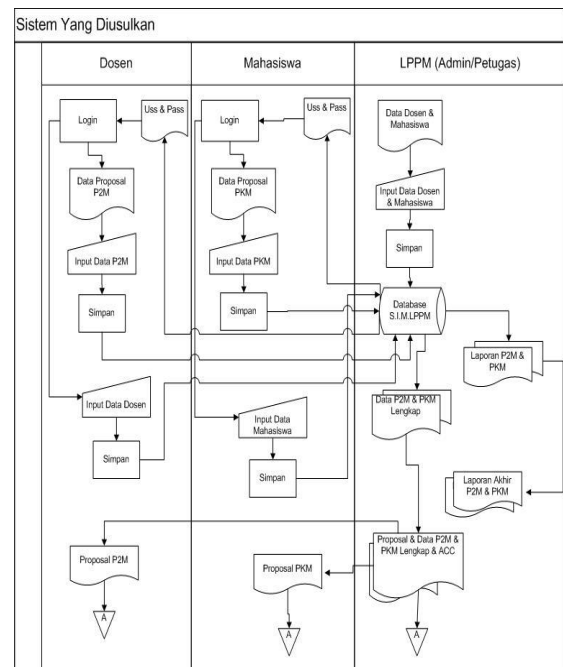 Sistem Yang Diusulkan
Dosen
Mahasiswa
LPPM (Admin/Petugas)
Login
Uss & Pass
Data Proposal
P2M
Input Data P2M
Simpan
Input Data Dosen
Simpan
Proposal P2M
A
Login
Uss & Pass
Data Proposal
PKM
Input Data PKM
Simpan
Input Data
Mahasiswa
Simpan
Proposal PKM
A
Data Dosen &
Mahasiswa
Input Data Dosen
& Mahasiswa
Simpan
Database
S.I.M.LPPM
Laporan P2M &
PKM
Data P2M & PKM
Lengkap
Laporan Akhir
P2M & PKM
Proposal & Data P2M &
PKM Lengkap & ACC
A